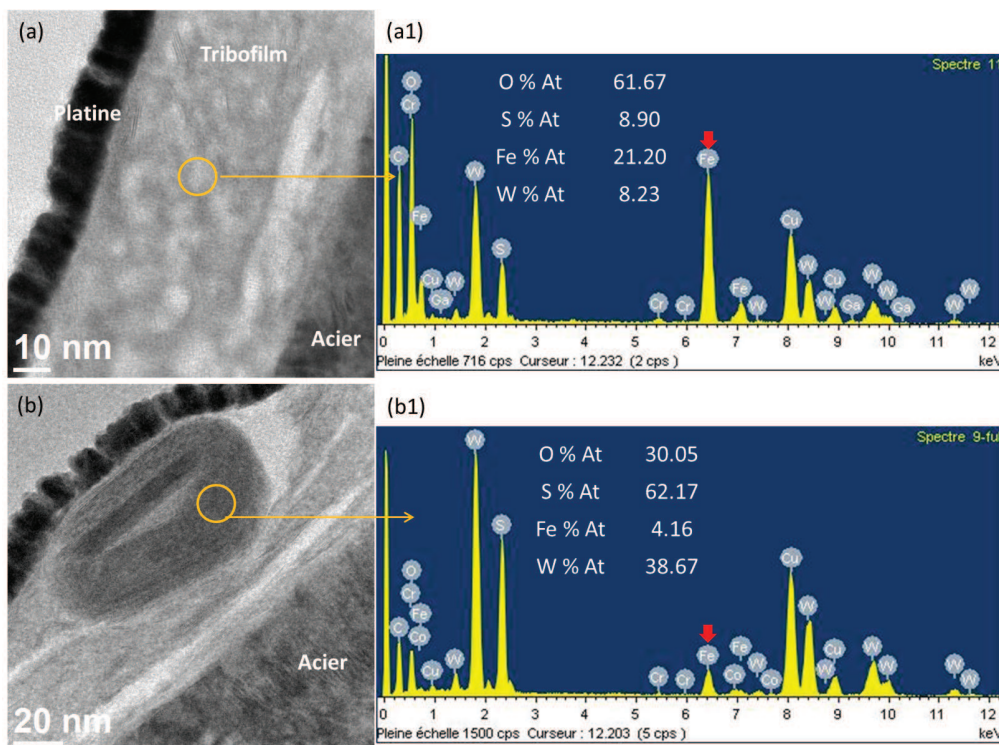 (a)
Tribofilm
Platine
Acier
10 nm
(a1)
Spectre 11
O % At 61.67
S % At 8.90
Fe % At 21.20
W % At 8.23
O
Cr
C
Fe
Cu
Ga
W
W
S
Cr
Cr
Fe
Fe
W
Cu
W
W
Cu
Ga
W
W
Ga
W
W
0 1 2 3 4 5 6 7 8 9 10 11 12
Pleine échelle 716 cps Curseur : 12.232 (2 cps ) keV
(b)
Acier
20 nm
(b1)
Spectre 9-fu
O % At 30.05
S % At 62.17
Fe % At 4.16
W % At 38.67
O
Cr
Fe
C
Co
Cu
W
W
S
Cr
Cr
Fe
Fe
Co
W
Co
Cu
W
W
Cu
W
W
W
W
0 1 2 3 4 5 6 7 8 9 10 11 12
Pleine échelle 1500 cps Curseur : 12.203 (5 cps ) keV